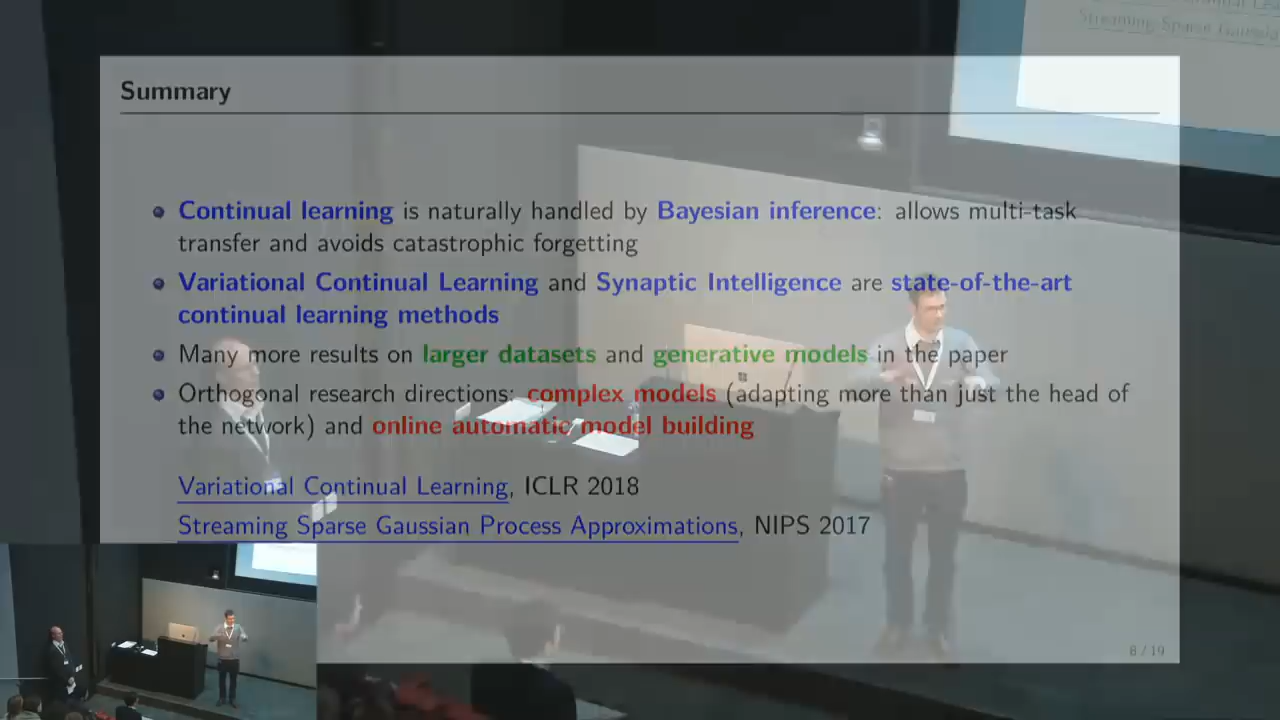 Streaming Sparse Gaussia
Summary
Continual learning is naturally handled by Bayesian inference: allows multi-task
transfer and avoids catastrophic forgetting
Variational Continual Learning and Synaptic Intelligence are state-of-the-art
continual learning methods
Many more results on larger datasets and generative models in the paper
Orthogonal research directions: complex models (adapting more than just the head of
the network) and online automatic model building
Variational Continual Learning, ICLR 2018
Streaming Sparse Gaussian Process Approximations, NIPS 2017
8 / 19